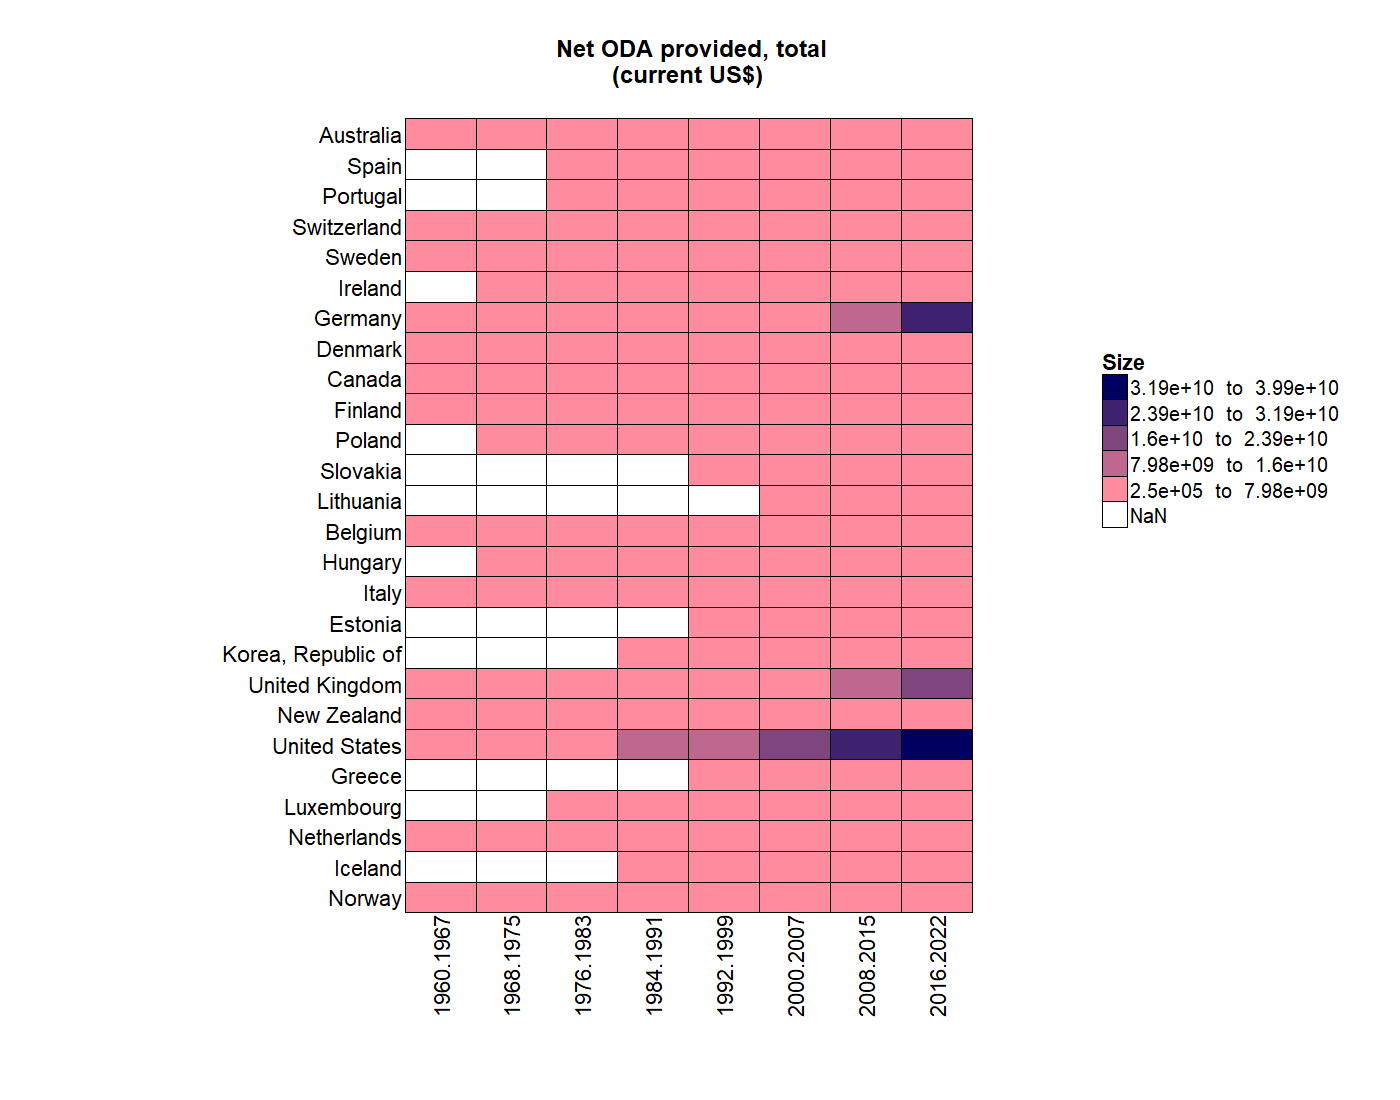 Net ODA provided, total
(current US$)
Australia
Spain
Portugal
Switzerland
Sweden
Ireland
Germany
Denmark
Canada
Finland
Poland
Slovakia
Lithuania
Belgium
Hungary
Italy
Estonia
Korea, Republic of
United Kingdom
New Zealand
United States
Greece
Luxembourg
Netherlands
Iceland
Norway
1960.1967
1968.1975
1976.1983
1984.1991
1992.1999
2000.2007
2008.2015
2016.2022
Size
3.19e+10 to 3.99e+10
2.39e+10 to 3.19e+10
1.6e+10 to 2.39e+10
7.98e+09 to 1.6e+10
2.5e+05 to 7.98e+09
NaN